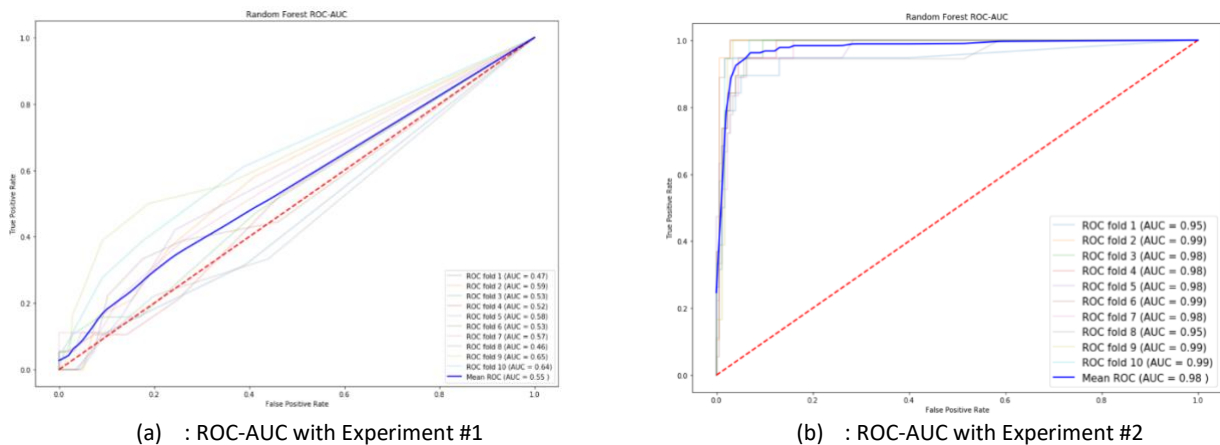 Random Forest ROC-AUC
1.0
0.8
0.6
0.4
0.2
0.0
True Positive Rate
0.0 0.2 0.4 0.6 0.8 1.0
False Positive Rate
ROC fold 1 (AUC = 0.47)
ROC fold 2 (AUC = 0.59)
ROC fold 3 (AUC = 0.53)
ROC fold 4 (AUC = 0.52)
ROC fold 5 (AUC = 0.58)
ROC fold 6 (AUC = 0.53)
ROC fold 7 (AUC = 0.57)
ROC fold 8 (AUC = 0.46)
ROC fold 9 (AUC = 0.65)
ROC fold 10 (AUC = 0.64)
Mean ROC (AUC = 0.55 )
(a) : ROC-AUC with Experiment #1
Random Forest ROC-AUC
1.0
0.8
0.6
0.4
0.2
0.0
True Positive Rate
0.0 0.2 0.4 0.6 0.8 1.0
False Positive Rate
ROC fold 1 (AUC = 0.95)
ROC fold 2 (AUC = 0.99)
ROC fold 3 (AUC = 0.98)
ROC fold 4 (AUC = 0.98)
ROC fold 5 (AUC = 0.98)
ROC fold 6 (AUC = 0.99)
ROC fold 7 (AUC = 0.98)
ROC fold 8 (AUC = 0.95)
ROC fold 9 (AUC = 0.99)
ROC fold 10 (AUC = 0.99)
Mean ROC (AUC = 0.98 )
(b) : ROC-AUC with Experiment #2